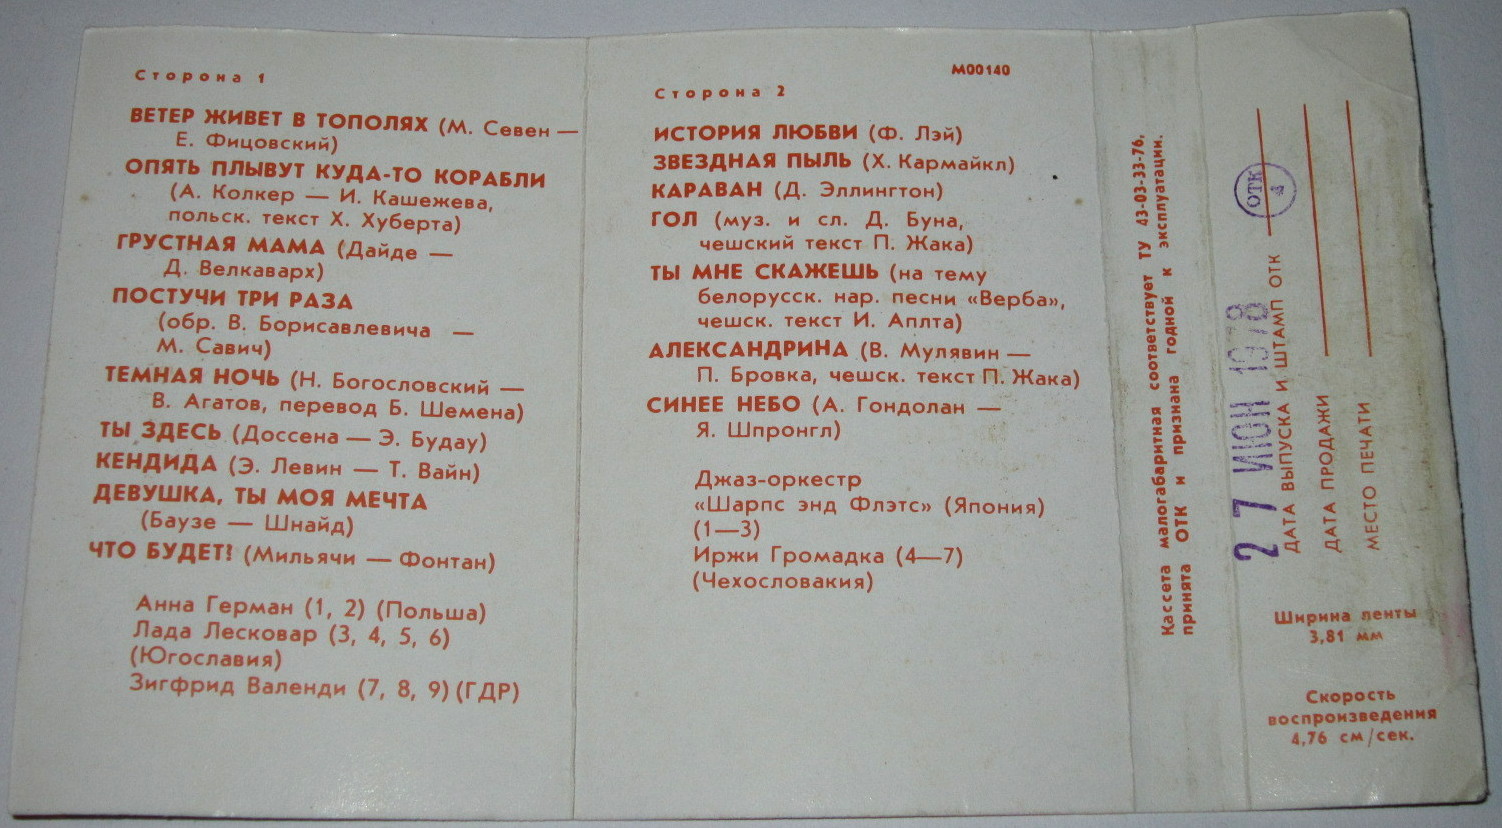 Сторона 1
ВЕТЕР ЖИВЕТ В ТОПОЛЯХ (М. Севен —
Е. Фицовский)
ОПЯТЬ ПЛЫВУТ КУДА-ТО КОРАБЛИ
(А. Колкер — И. Кашежева,
польск. текст Х. Хуберта)
ГРУСТНАЯ МАМА (Дайде —
Д. Велкаварх)
ПОСТУЧИ ТРИ РАЗА
(обр. В. Борисавлевича —
М. Савич)
ТЕМНАЯ НОЧЬ (Н. Богословский —
В. Агатов, перевод Б. Шемена)
ТЫ ЗДЕСЬ (Доссена — Э. Будау)
КЕНДИДА (Э. Левин — Т. Вайн)
ДЕВУШКА, ТЫ МОЯ МЕЧТА
(Баузе — Шнайд)
ЧТО БУДЕТ! (Мильячи — Фонтан)
Анна Герман (1, 2) (Польша)
Лада Лесковар (3, 4, 5, 6)
(Югославия)
Зигфрид Валенди (7, 8, 9) (ГДР)
М00140
Сторона 2
ИСТОРИЯ ЛЮБВИ (Ф. Лэй)
ЗВЕЗДНАЯ ПЫЛЬ (Х. Кармайкл)
КАРАВАН (Д. Эллингтон)
ГОЛ (муз. и сл. Д. Буна,
чешский текст П. Жака)
ТЫ МНЕ СКАЖЕШЬ (на тему
белорусск. нар. песни «Верба»,
чешск. текст И. Аплта)
АЛЕКСАНДРИНА (В. Мулявин —
П. Бровка, чешск. текст П. Жака)
СИНЕЕ НЕБО (А. Гондолан —
Я. Шпронгл)
Джаз-оркестр
«Шарпс энд Флэтс» (Япония)
(1—3)
Иржи Громадка (4—7)
(Чехословакия)
Кассета малогабаритная соответствует ТУ 43-03-33-76,
принята ОТК и признана годной к эксплуатации.
27 ИЮН 1978
ОТК
ДАТА ВЫПУСКА И ШТАМП ОТК
ДАТА ПРОДАЖИ
МЕСТО ПЕЧАТИ
Ширина ленты
3,81 мм
Скорость
воспроизведения
4,76 см/сек.